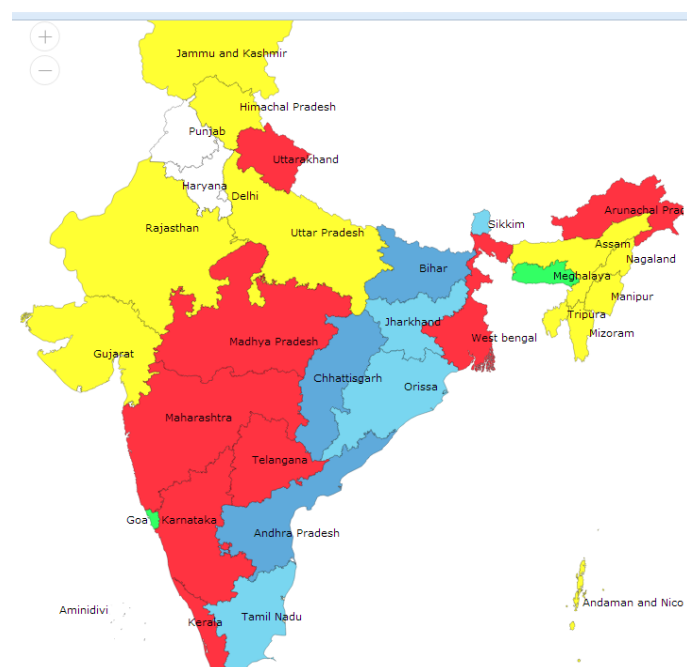 Jammu and Kashmir
Himachal Pradesh
Punjab
Uttarakhand
Haryana
Delhi
Arunachal Prad
Rajasthan
Uttar Pradesh
Sikkim
Assam
Nagaland
Bihar
Meghalaya
Manipur
Tripura
Jharkhand
Mizoram
Madhya Pradesh
West bengal
Gujarat
Chhattisgarh
Orissa
Maharashtra
Telangana
Goa
Karnataka
Andhra Pradesh
Andaman and Nico
Aminidivi
Kerala
Tamil Nadu